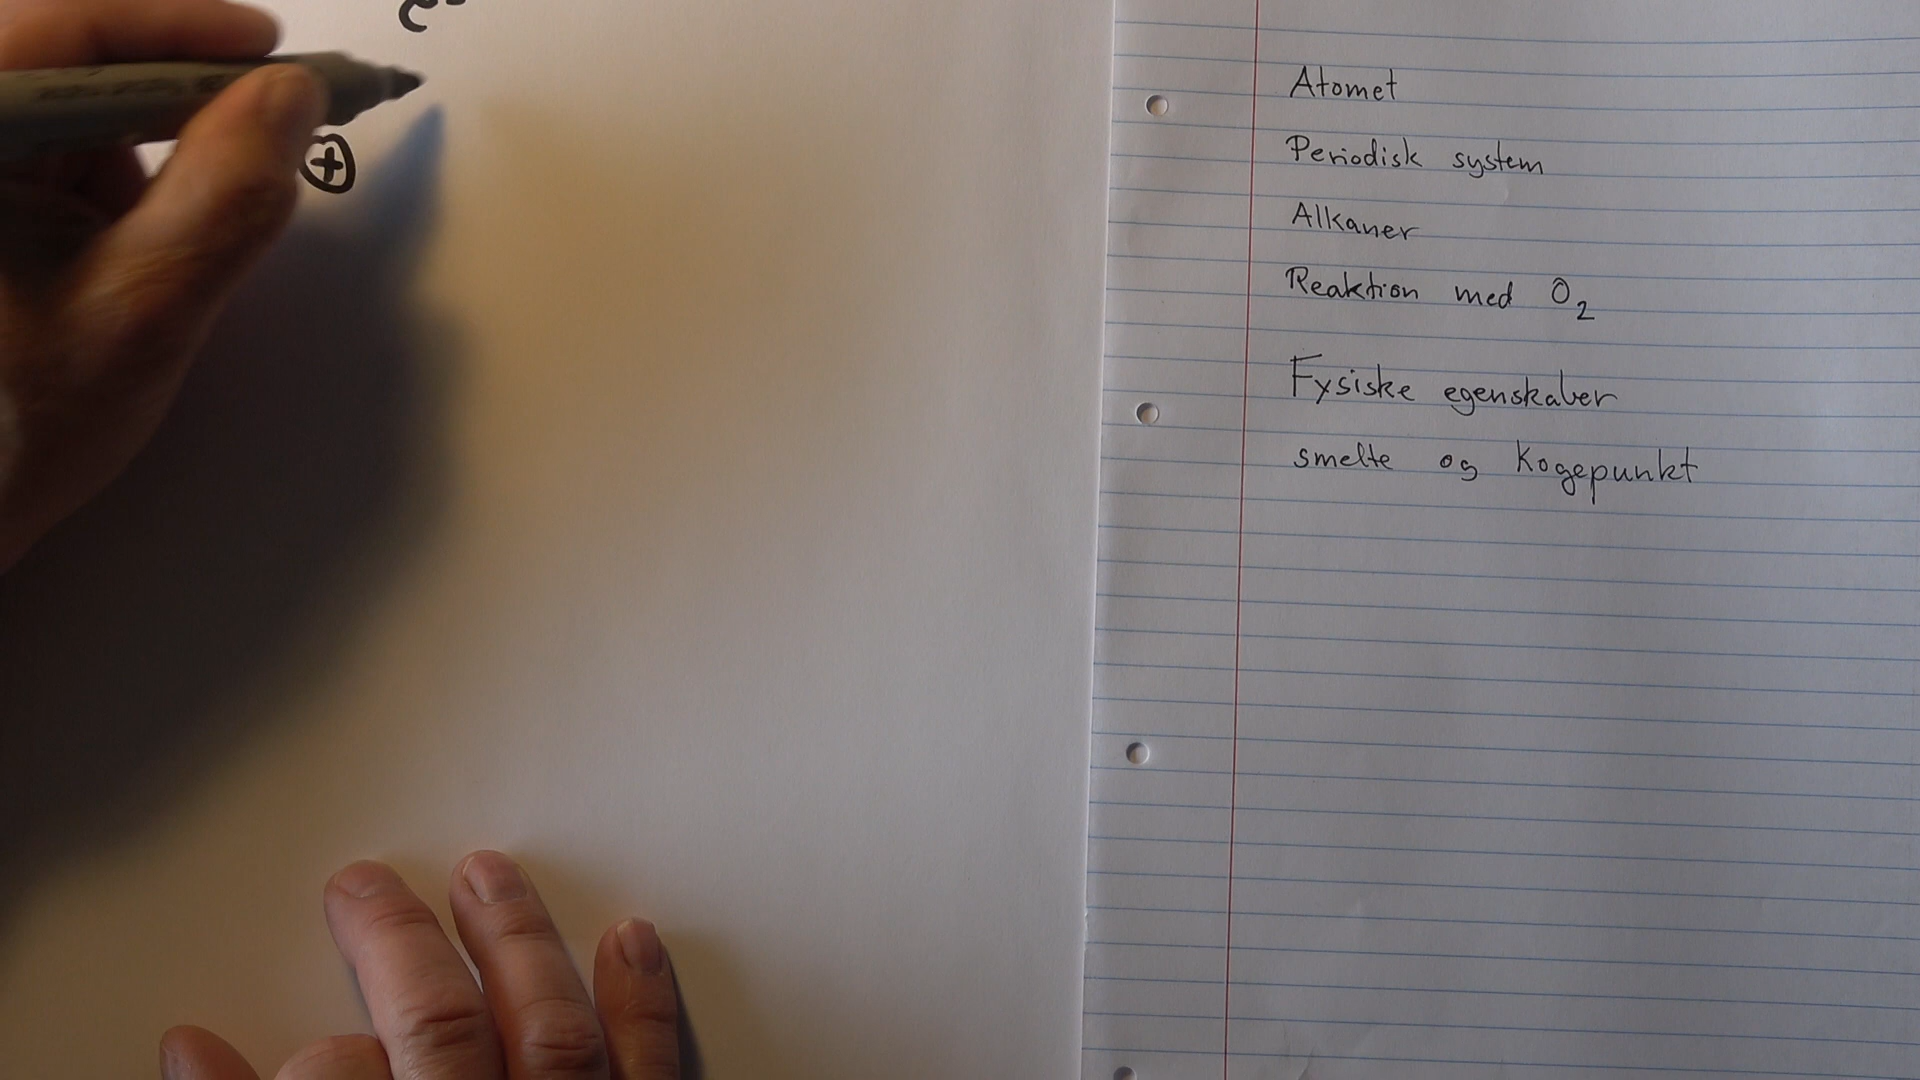 e-
+
Atomet
Periodisk system
Alkaner
Reaktion med O₂
Fysiske egenskaber
smelte og kogepunkt